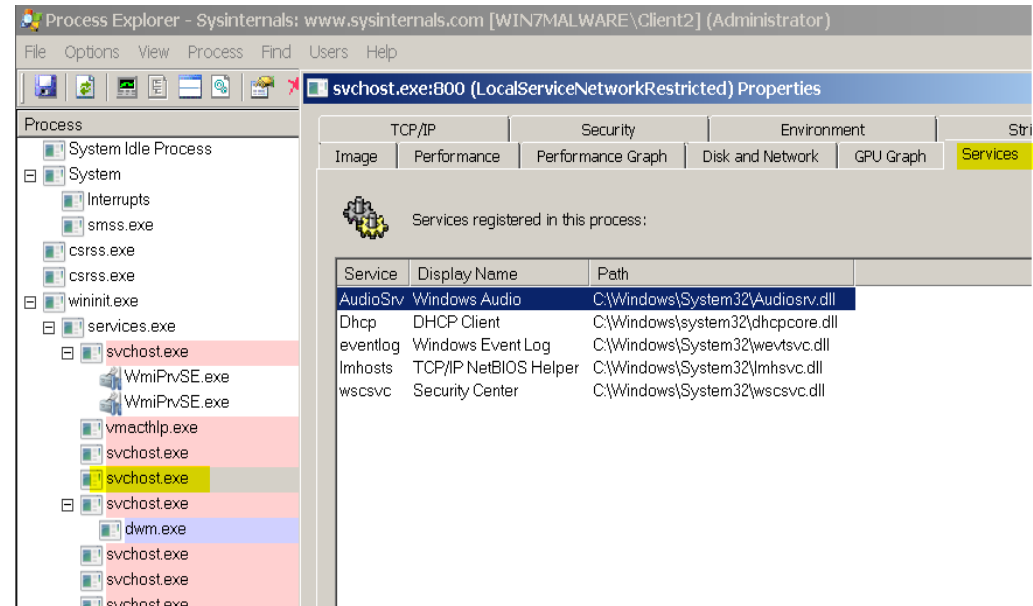 Process Explorer - Sysinternals: www.sysinternals.com [WIN7MALWARE\Client2] (Administrator)
File Options View Process Find Users Help
svchost.exe:800 (LocalServiceNetworkRestricted) Properties
Process
System Idle Process
System
Interrupts
smss.exe
csrss.exe
csrss.exe
wininit.exe
services.exe
svchost.exe
WmiPrvSE.exe
WmiPrvSE.exe
vmacthlp.exe
svchost.exe
svchost.exe
svchost.exe
dwm.exe
svchost.exe
svchost.exe
svchost.exe
TCP/IP Security Environment Stri
Image Performance Performance Graph Disk and Network GPU Graph Services
Services registered in this process:
Service Display Name Path
AudioSrv Windows Audio C:\Windows\System32\Audiosrv.dll
Dhcp DHCP Client C:\Windows\system32\dhcpcore.dll
eventlog Windows Event Log C:\Windows\System32\wevtsvc.dll
lmhosts TCP/IP NetBIOS Helper C:\Windows\System32\lmhsvc.dll
wscsvc Security Center C:\Windows\System32\wscsvc.dll